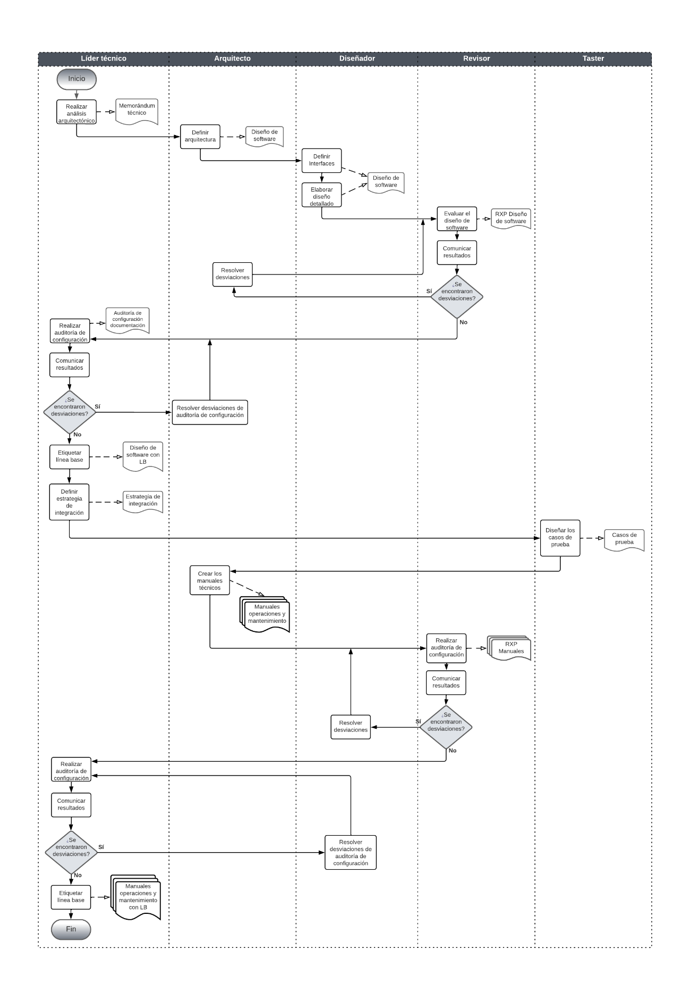 Líder técnico
Arquitecto
Diseñador
Revisor
Taster
Inicio
Realizar
análisis
arquitectónico
Memorándum
técnico
Definir
arquitectura
Diseño de
software
Definir
Interfaces
Elaborar
diseño
detallado
Diseño de
software
Evaluar el
diseño de
software
RXP Diseño
de software
Comunicar
resultados
Resolver
desviaciones
¿Se
encontraron
desviaciones?
Sí
No
Auditoría de
configuración
documentación
Realizar
auditoría de
configuración
Comunicar
resultados
¿Se
encontraron
desviaciones?
Sí
No
Resolver desviaciones de
auditoría de configuración
Etiquetar
línea base
Diseño de
software con
LB
Definir
estrategia
de
integración
Estrategia de
integración
Diseñar los
casos de
prueba
Casos de
prueba
Crear los
manuales
técnicos
Manuales
operaciones y
mantenimiento
Realizar
auditoría de
configuración
RXP
Manuales
Comunicar
resultados
Resolver
desviaciones
Sí
¿Se
encontraron
desviaciones?
No
Realizar
auditoría de
configuración
Comunicar
resultados
¿Se
encontraron
desviaciones?
Sí
No
Resolver
desviaciones de
auditoría de
configuración
Etiquetar
línea base
Manuales
operaciones y
mantenimiento
con LB
Fin